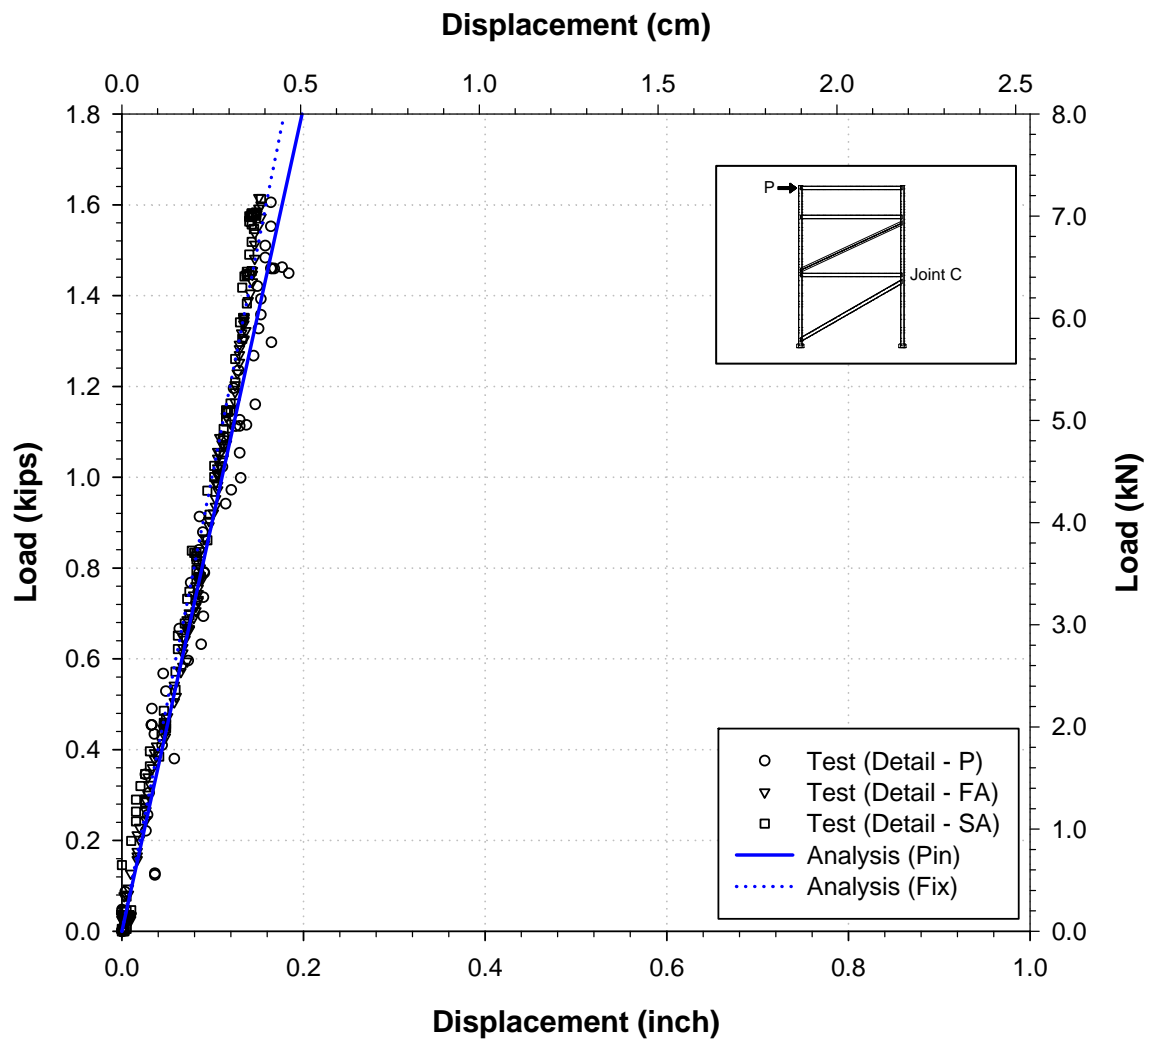 Displacement (cm)
0.0 0.5 1.0 1.5 2.0 2.5
1.8 8.0
P
1.6 7.0
Joint C
1.4
6.0
1.2
5.0
Load (kips)
1.0
Load (kN)
4.0
0.8
3.0
0.6
2.0
Test (Detail - P)
0.4
Test (Detail - FA)
Test (Detail - SA)
1.0
0.2
Analysis (Pin)
Analysis (Fix)
0.0 0.0
0.0 0.2 0.4 0.6 0.8 1.0
Displacement (inch)